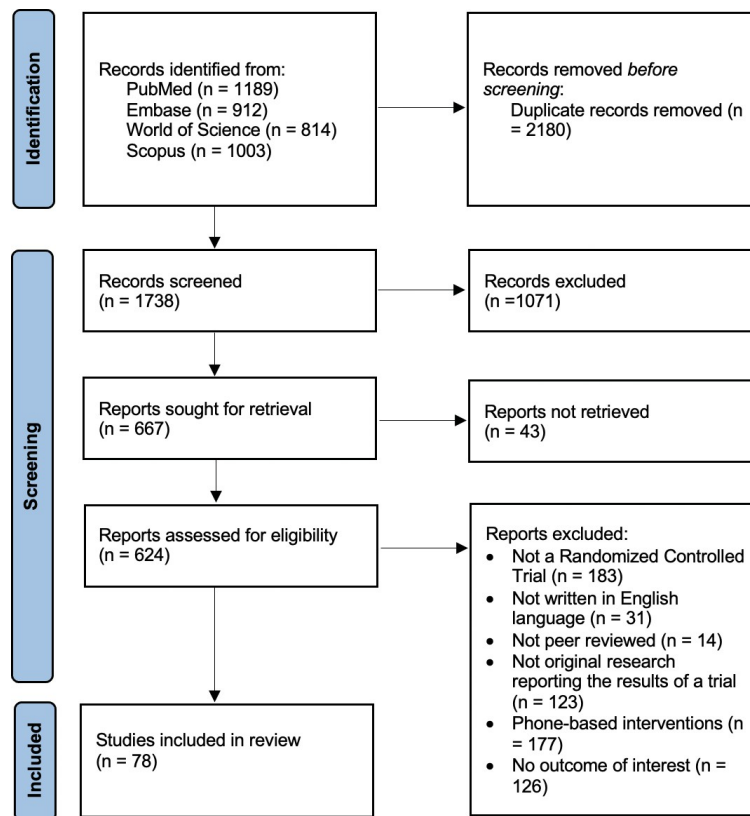 Identification
Records identified from:
PubMed (n = 1189)
Embase (n = 912)
World of Science (n = 814)
Scopus (n = 1003)
Records removed before
screening:
Duplicate records removed (n
= 2180)
Screening
Records screened
(n = 1738)
Records excluded
(n =1071)
Reports sought for retrieval
(n = 667)
Reports not retrieved
(n = 43)
Reports assessed for eligibility
(n = 624)
Reports excluded:
• Not a Randomized Controlled
Trial (n = 183)
• Not written in English
language (n = 31)
• Not peer reviewed (n = 14)
• Not original research
reporting the results of a trial
(n = 123)
• Phone-based interventions (n
= 177)
• No outcome of interest (n =
126)
Included
Studies included in review
(n = 78)